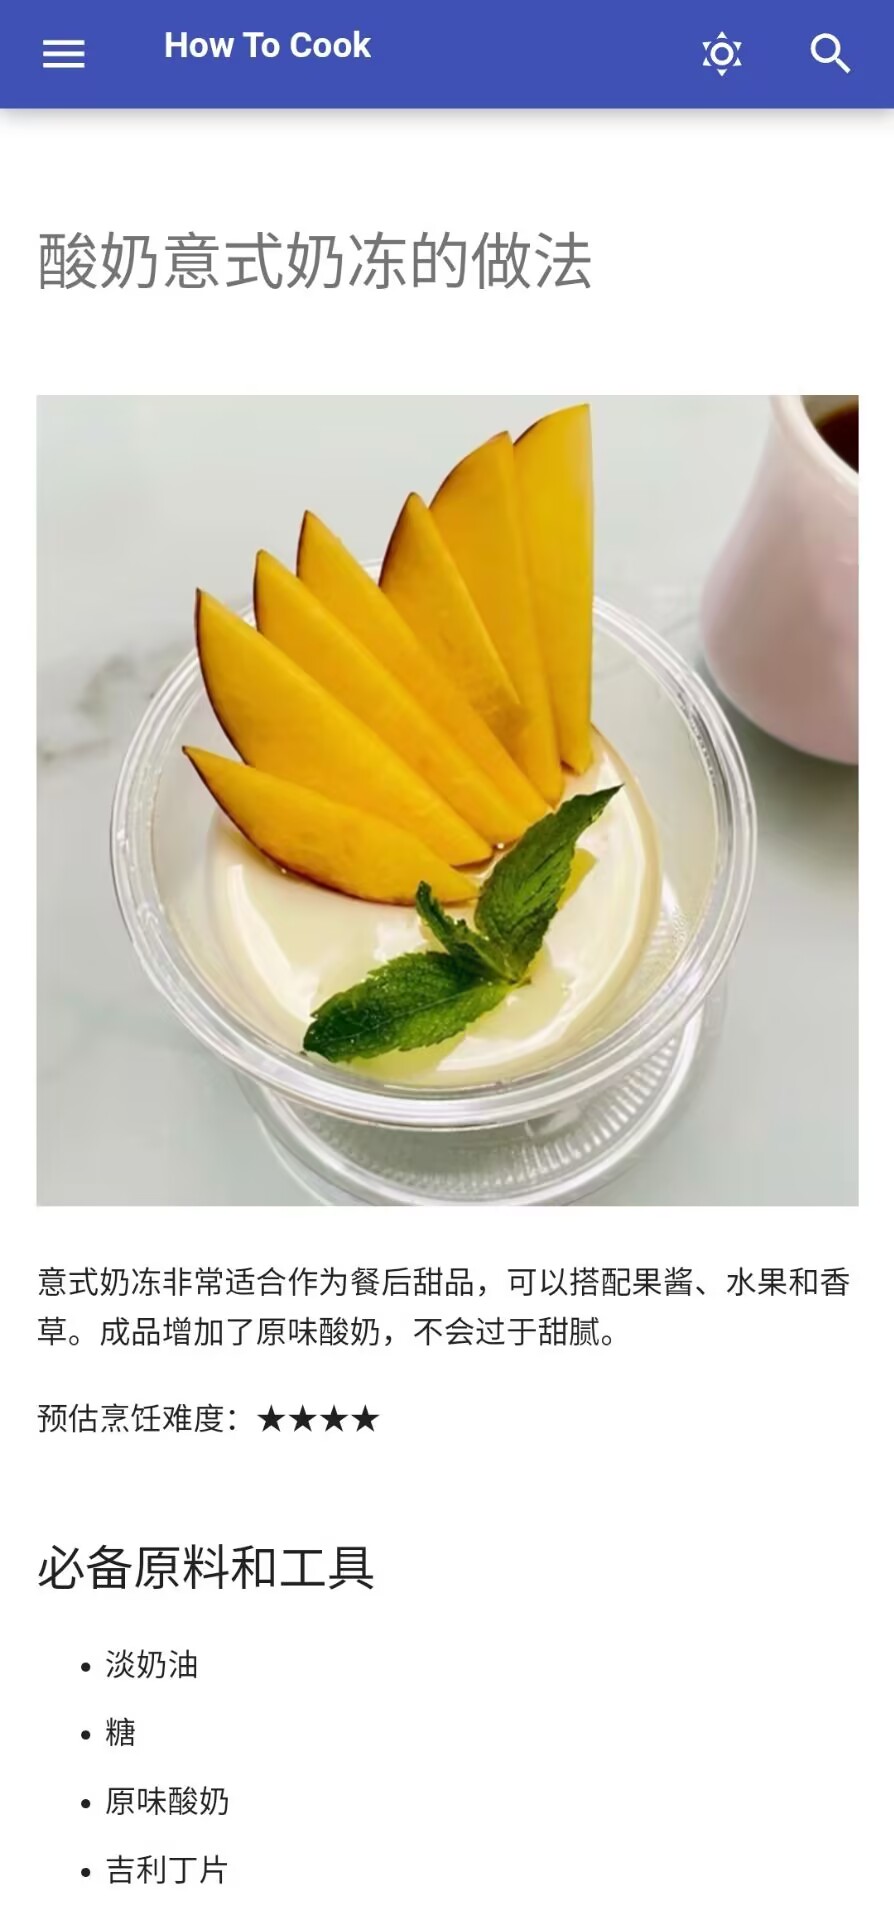 How To Cook
酸奶意式奶冻的做法
意式奶冻非常适合作为餐后甜品，可以搭配果酱、水果和香
草。成品增加了原味酸奶，不会过于甜腻。
预估烹饪难度：★★★★
必备原料和工具
• 淡奶油
• 糖
• 原味酸奶
• 吉利丁片